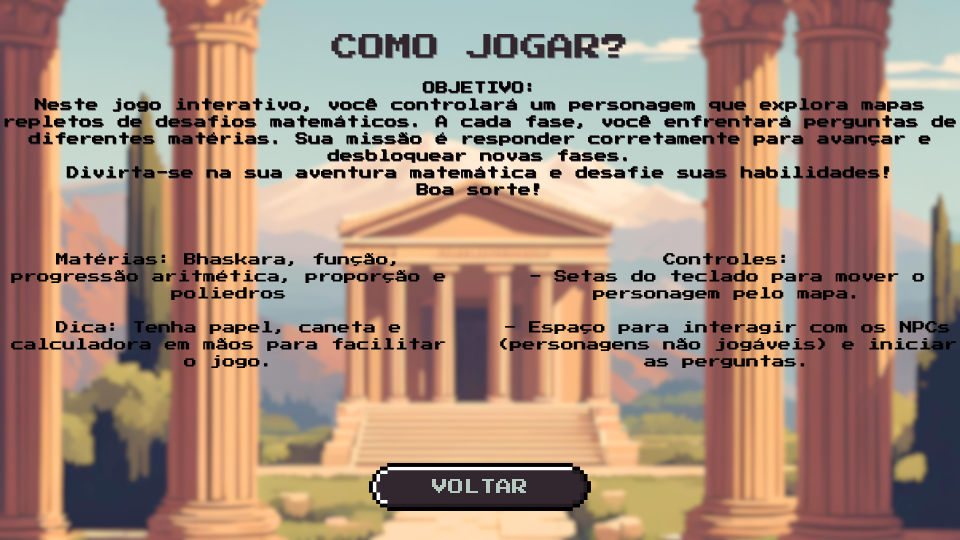 COMO JOGAR?
OBJETIVO:
Neste jogo interativo, você controlará um personagem que explora mapas
repletos de desafios matemáticos. A cada fase, você enfrentará perguntas de
diferentes matérias. Sua missão é responder corretamente para avançar e
desbloquear novas fases.
Divirta-se na sua aventura matemática e desafie suas habilidades!
Boa sorte!
Matérias: Bhaskara, função,
progressão aritmética, proporção e
poliedros
Dica: Tenha papel, caneta e
calculadora em mãos para facilitar
o jogo.
Controles:
- Setas do teclado para mover o
personagem pelo mapa.
- Espaço para interagir com os NPCs
(personagens não jogáveis) e iniciar
as perguntas.
VOLTAR